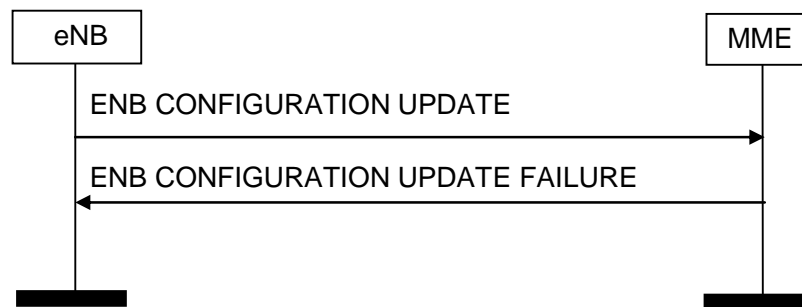 eNB
MME
ENB CONFIGURATION UPDATE
ENB CONFIGURATION UPDATE FAILURE